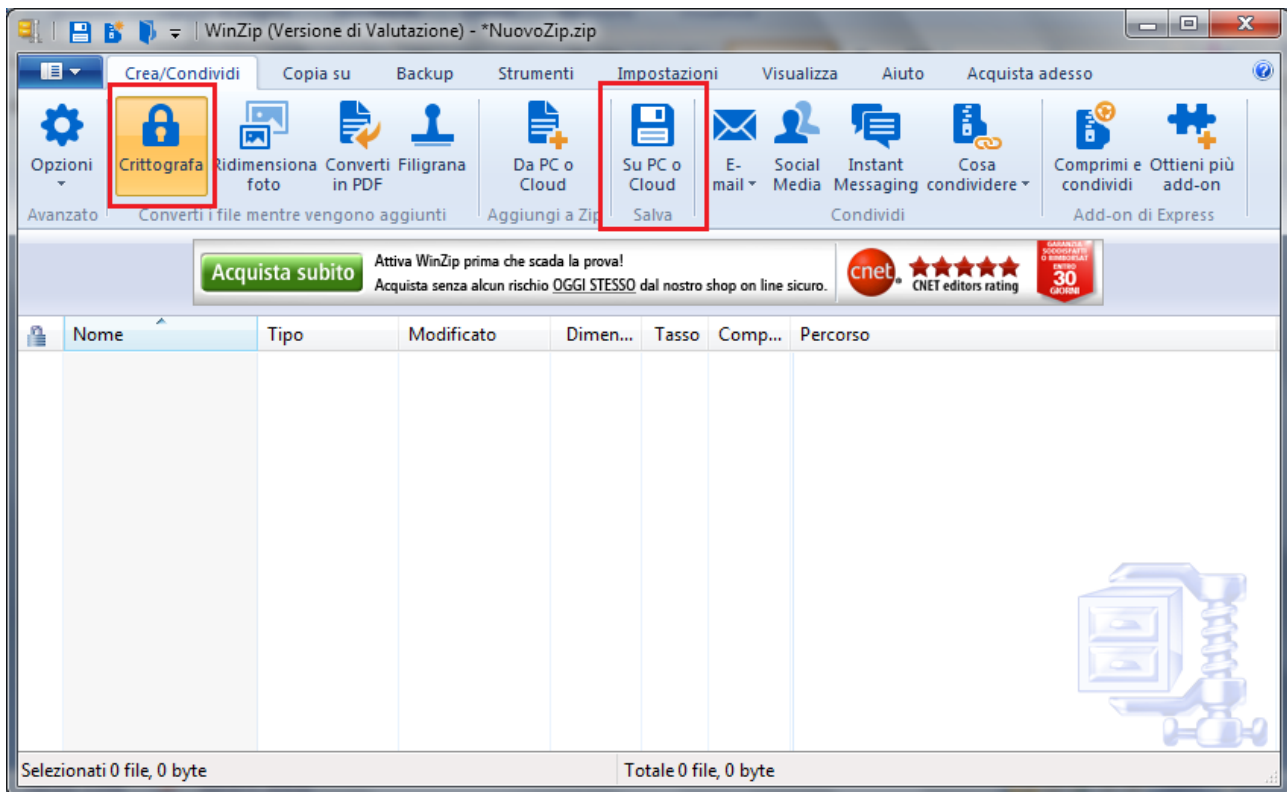 WinZip (Versione di Valutazione) - *NuovoZip.zip
Crea/Condividi Copia su Backup Strumenti Impostazioni Visualizza Aiuto Acquista adesso
Opzioni Crittografa Ridimensiona foto Converti in PDF Filigrana Da PC o Cloud Su PC o Cloud E-mail Social Media Instant Messaging Cosa condividere Comprimi e condividi Ottieni più add-on
Avanzato Converti i file mentre vengono aggiunti Aggiungi a Zip Salva Condividi Add-on di Express
Acquista subito
Attiva WinZip prima che scada la prova!
Acquista senza alcun rischio OGGI STESSO dal nostro shop on line sicuro.
cnet
CNET editors rating
GARANZIA
SODDISFATTI
O RIMBORSATI
ENTRO
30
GIORNI
Nome Tipo Modificato Dimen... Tasso Comp... Percorso
Selezionati 0 file, 0 byte Totale 0 file, 0 byte